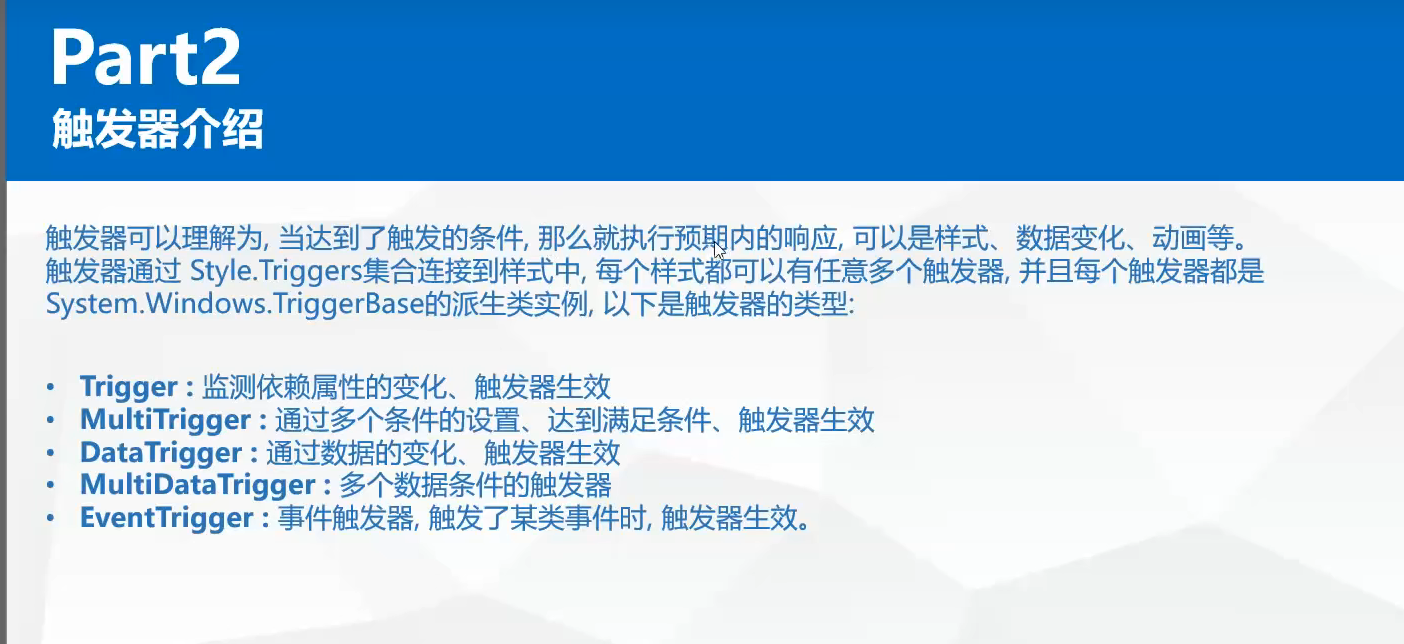 Part2
触发器介绍
触发器可以理解为, 当达到了触发的条件, 那么就执行预期内的响应, 可以是样式、数据变化、动画等。
触发器通过 Style.Triggers集合连接到样式中, 每个样式都可以有任意多个触发器, 并且每个触发器都是
System.Windows.TriggerBase的派生类实例, 以下是触发器的类型:
• Trigger : 监测依赖属性的变化、触发器生效
• MultiTrigger : 通过多个条件的设置、达到满足条件、触发器生效
• DataTrigger : 通过数据的变化、触发器生效
• MultiDataTrigger : 多个数据条件的触发器
• EventTrigger : 事件触发器, 触发了某类事件时, 触发器生效。